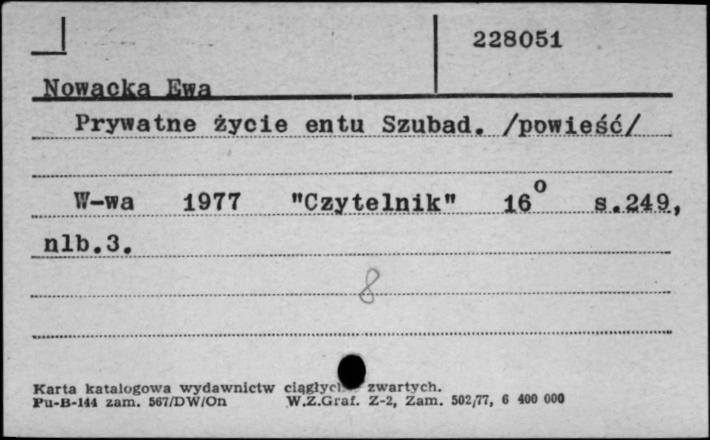 228051
Nowacka Ewa
Prywatne życie entu Szubad. /powieść/
W-wa 1977 "Czytelnik" 16° s.249,
nlb.3.
8
Karta katalogowa wydawnictw zwartych.
Pu-B-144 zam. 567/DW/On W.Z.Graf. Z-2, Zam. 502/77, 6 400 000